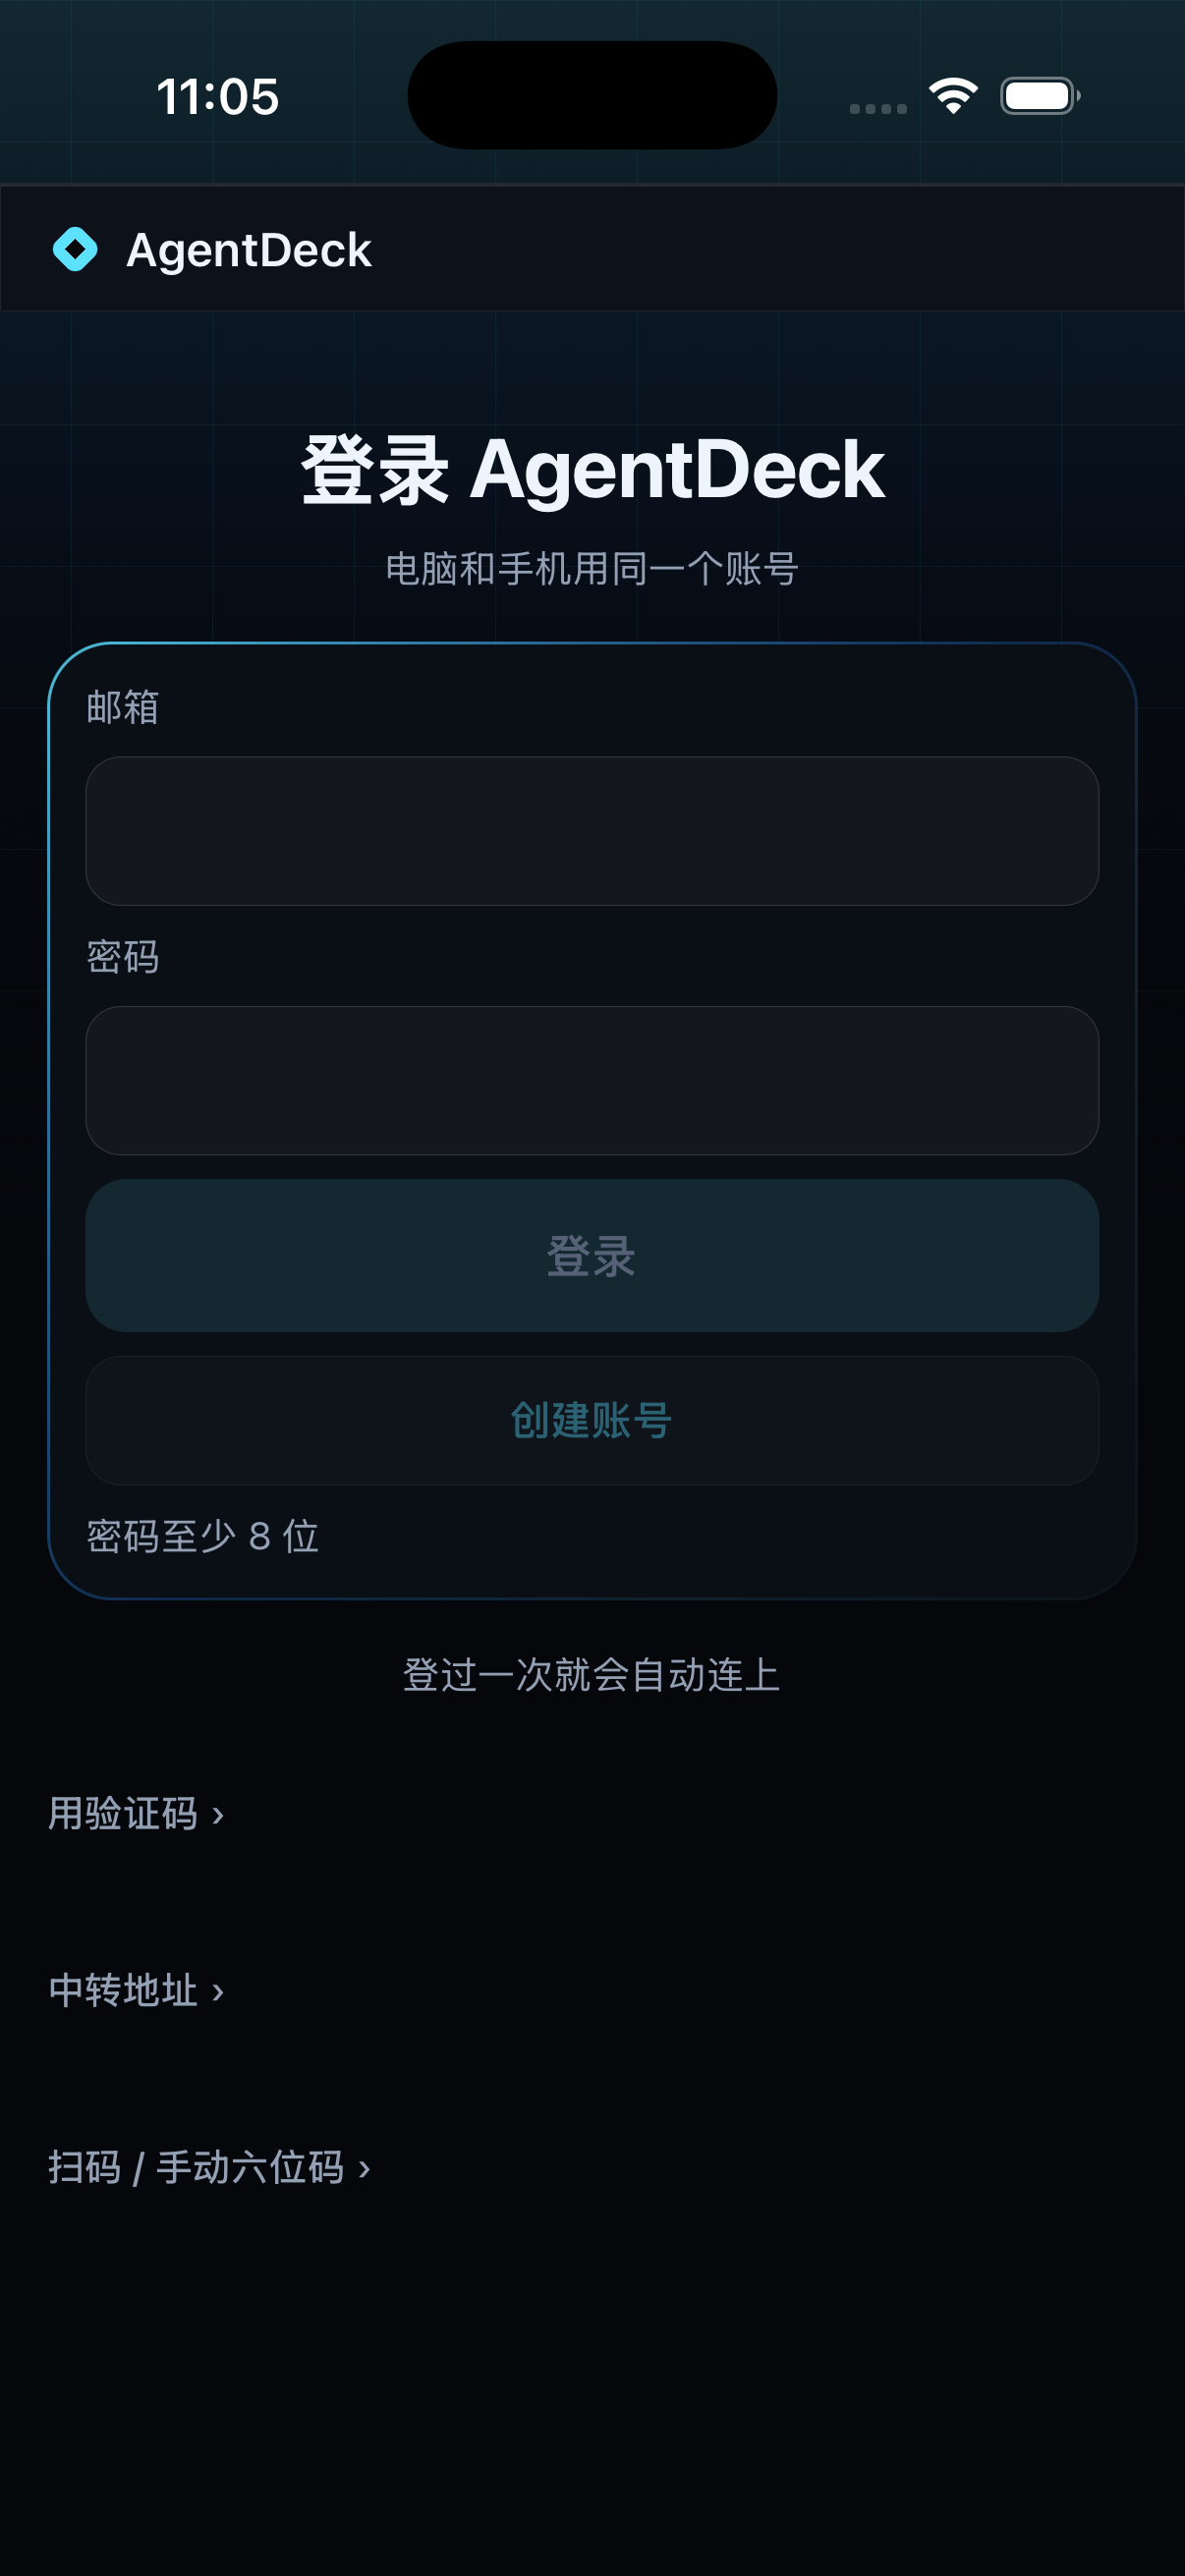 11:05
AgentDeck
登录 AgentDeck
电脑和手机用同一个账号
邮箱
密码
登录
创建账号
密码至少 8 位
登过一次就会自动连上
用验证码 ›
中转地址 ›
扫码 / 手动六位码 ›